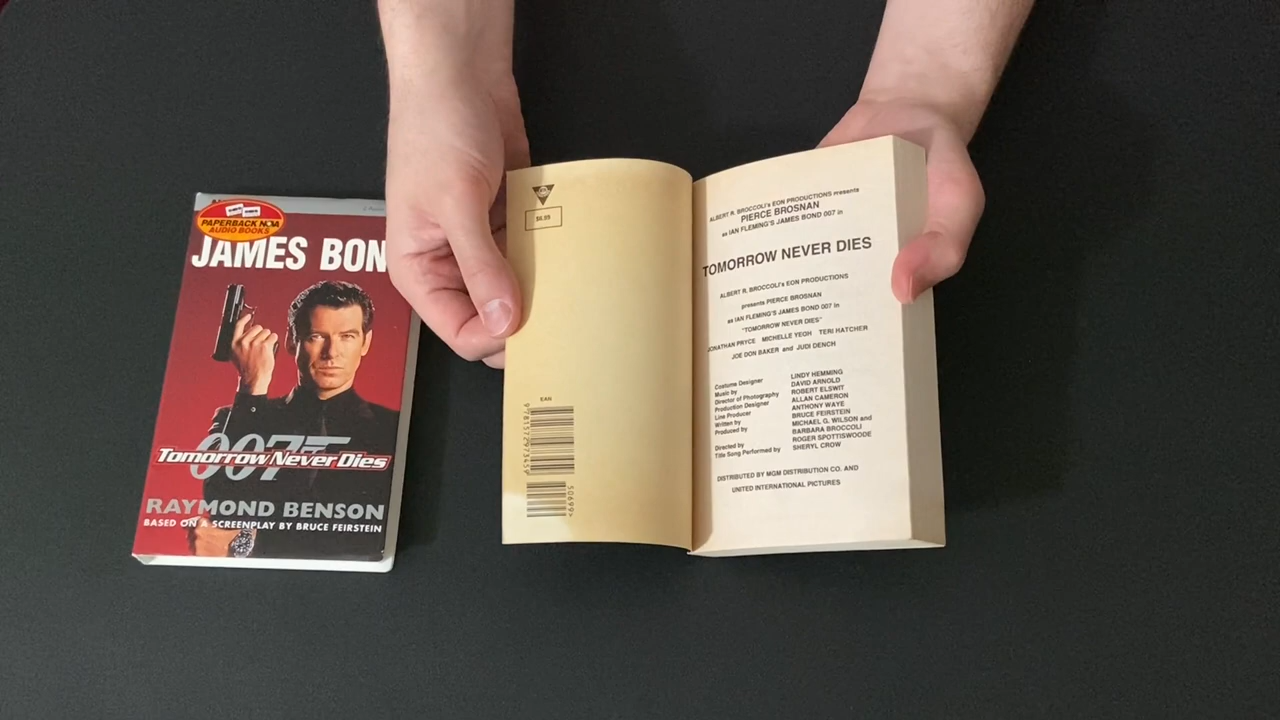 PAPERBACK NOVA
AUDIO BOOKS
JAMES BON
007
Tomorrow Never Dies
RAYMOND BENSON
BASED ON A SCREENPLAY BY BRUCE FEIRSTEIN
$6.99
EAN
9781572973459
50699>
ALBERT R. BROCCOLI's EON PRODUCTIONS presents
PIERCE BROSNAN
as IAN FLEMING'S JAMES BOND 007 in
TOMORROW NEVER DIES
ALBERT R. BROCCOLI's EON PRODUCTIONS
presents PIERCE BROSNAN
as IAN FLEMING'S JAMES BOND 007 in
"TOMORROW NEVER DIES"
JONATHAN PRYCE MICHELLE YEOH TERI HATCHER
JOE DON BAKER and JUDI DENCH
Costume Designer LINDY HEMMING
Music by DAVID ARNOLD
Director of Photography ROBERT ELSWIT
Production Designer ALLAN CAMERON
Line Producer ANTHONY WAYE
Written by BRUCE FEIRSTEIN
Produced by MICHAEL G. WILSON and
BARBARA BROCCOLI
Directed by ROGER SPOTTISWOODE
Title Song Performed by SHERYL CROW
DISTRIBUTED BY MGM DISTRIBUTION CO. AND
UNITED INTERNATIONAL PICTURES